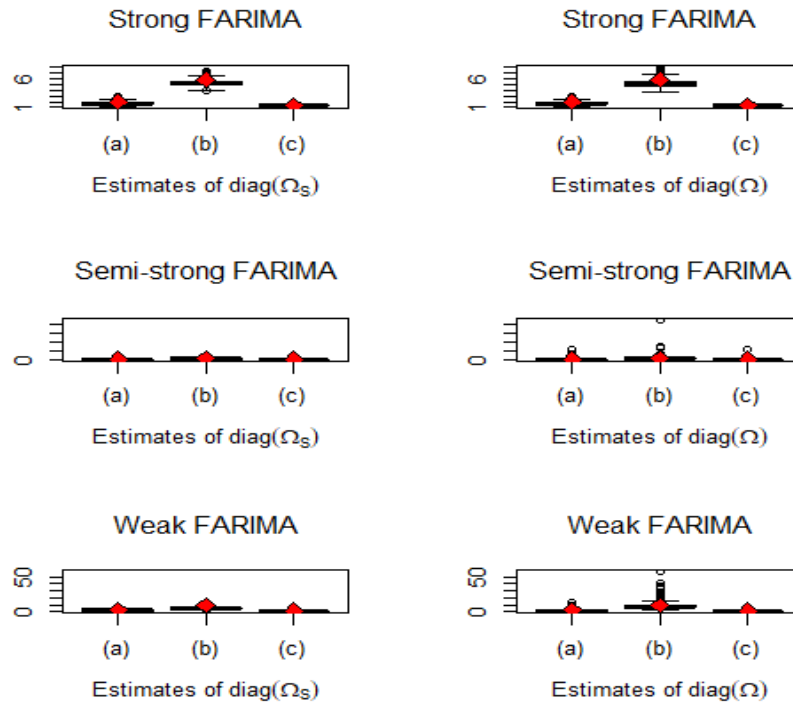 Strong FARIMA
6
1
(a) (b) (c)
Estimates of diag(Ωs)
Strong FARIMA
6
1
(a) (b) (c)
Estimates of diag(Ω)
Semi-strong FARIMA
0
(a) (b) (c)
Estimates of diag(Ωs)
Semi-strong FARIMA
0
(a) (b) (c)
Estimates of diag(Ω)
Weak FARIMA
50
0
(a) (b) (c)
Estimates of diag(Ωs)
Weak FARIMA
50
0
(a) (b) (c)
Estimates of diag(Ω)